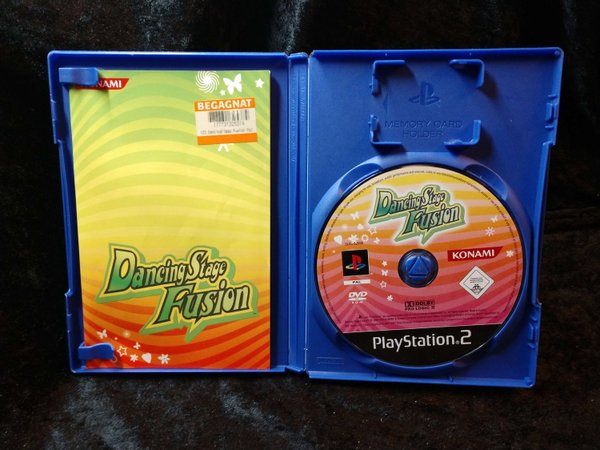 KONAMI
BEGAGNAT
Dancing Stage
Fusion
MEMORY CARD
HOLDER
Dancing Stage
Fusion
KONAMI
PAL
DVD
ROM
DOLBY
PRO LOGIC II
PlayStation 2